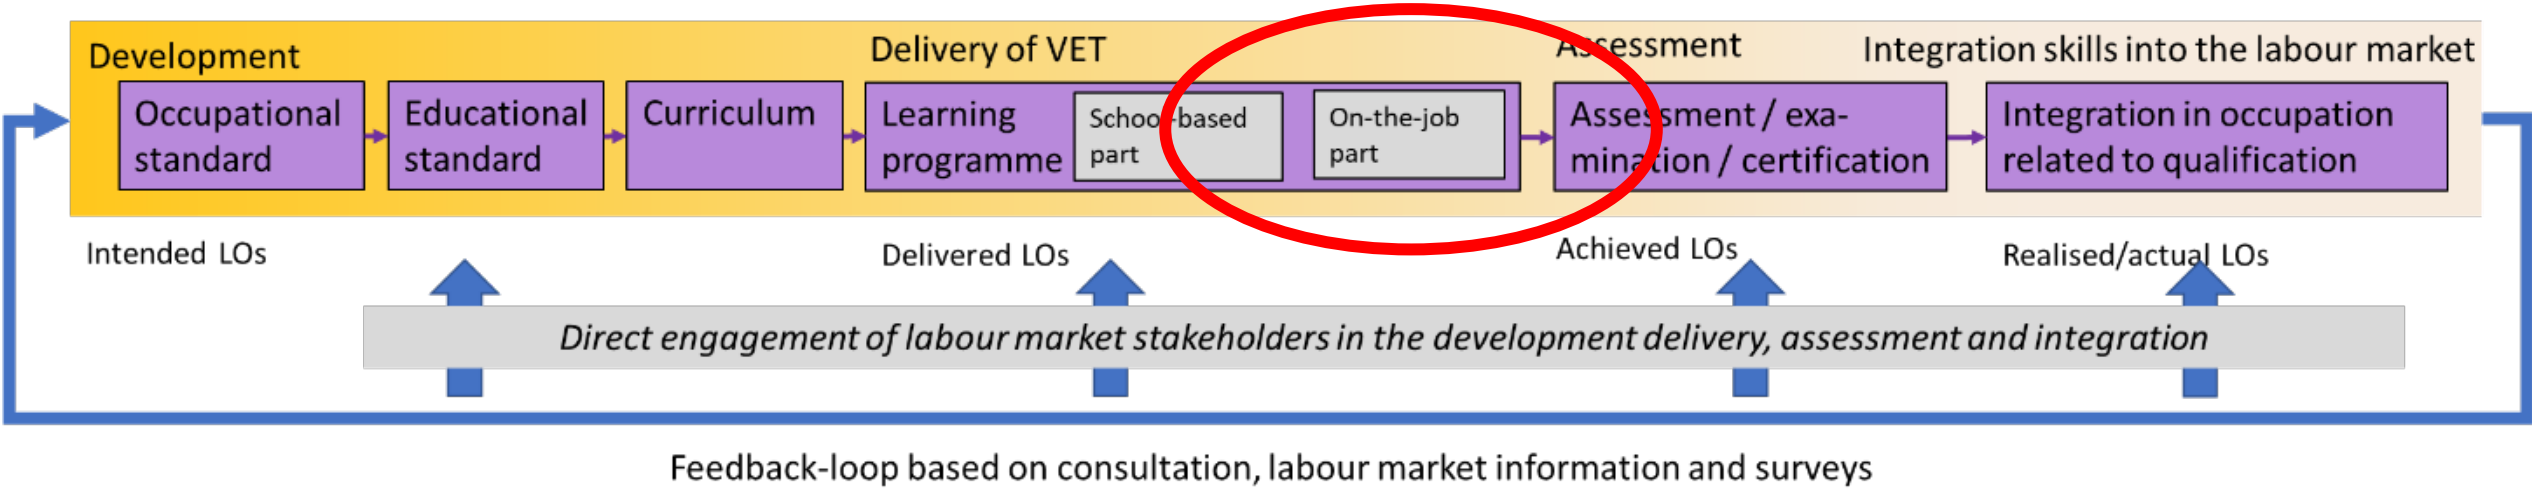 Development
Delivery of VET
Assessment
Integration skills into the labour market
Occupational
standard
Educational
standard
Curriculum
Learning
programme
School-based
part
On-the-job
part
Assessment / exa-
mination / certification
Integration in occupation
related to qualification
Intended LOs
Delivered LOs
Achieved LOs
Realised/actual LOs
Direct engagement of labour market stakeholders in the development delivery, assessment and integration
Feedback-loop based on consultation, labour market information and surveys